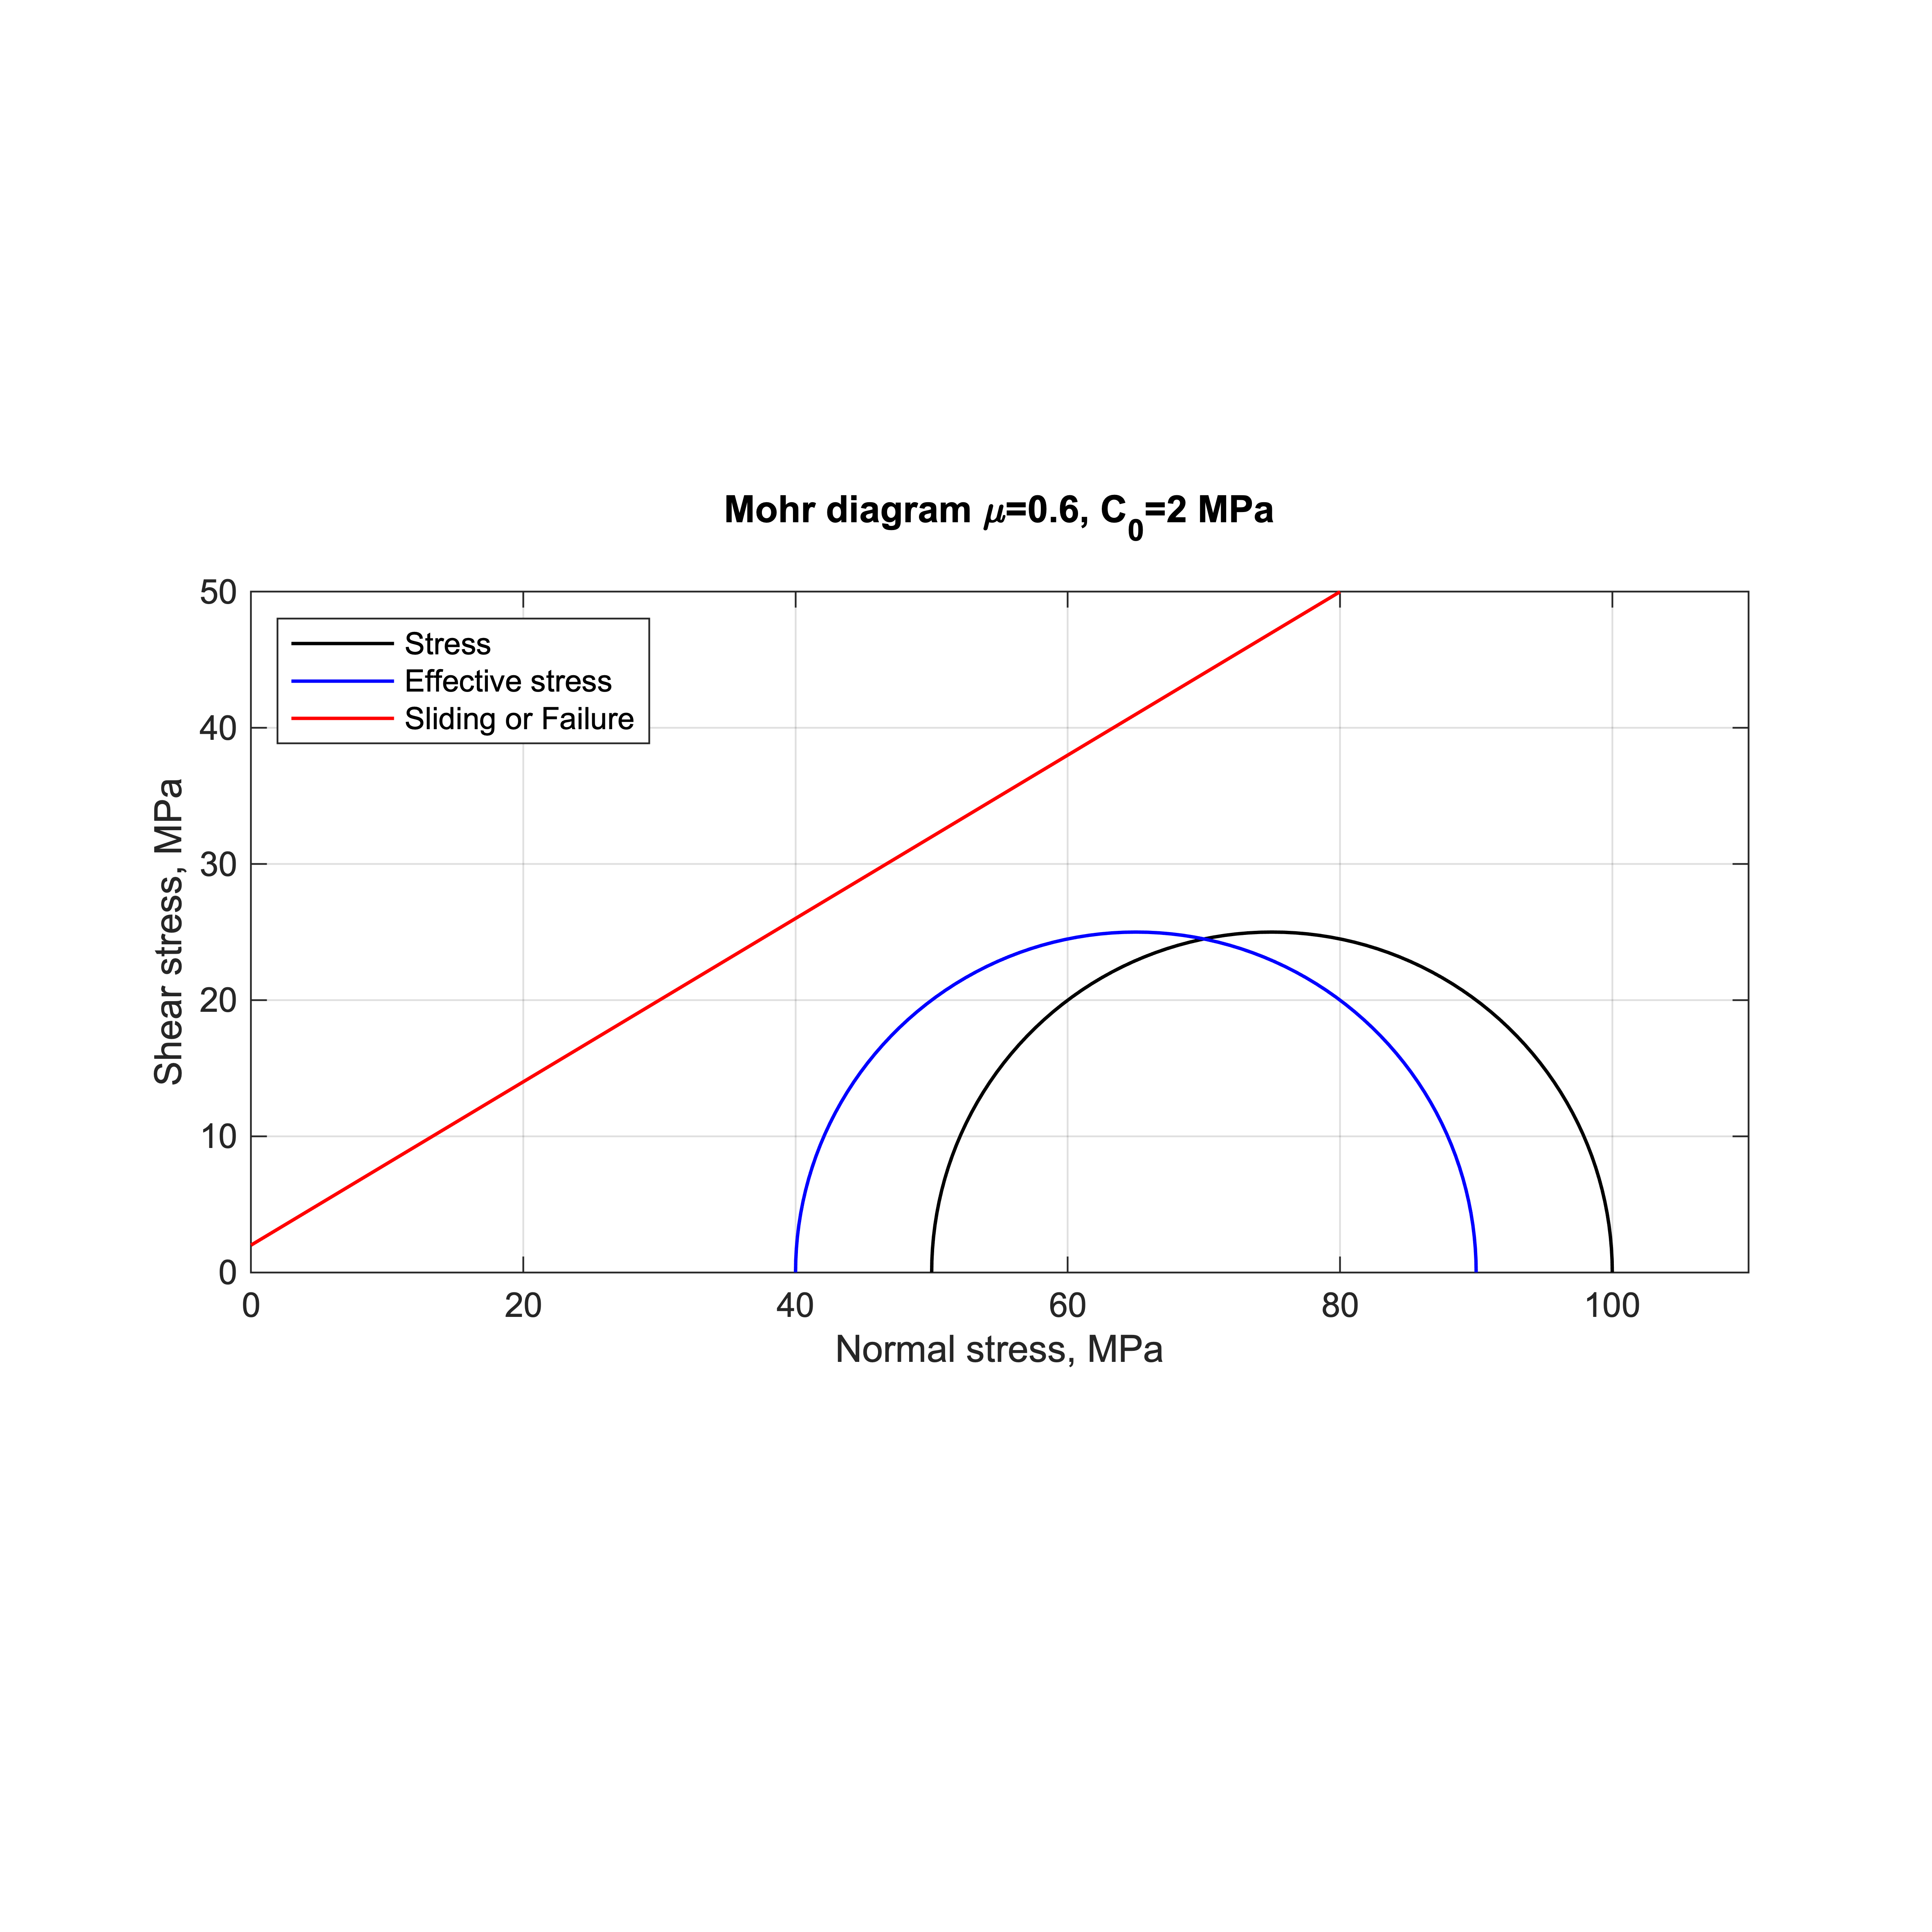 Mohr diagram μ=0.6, C0=2 MPa
50
Stress
Effective stress
Sliding or Failure
40
30
20
10
0
Shear stress, MPa
0 20 40 60 80 100
Normal stress, MPa